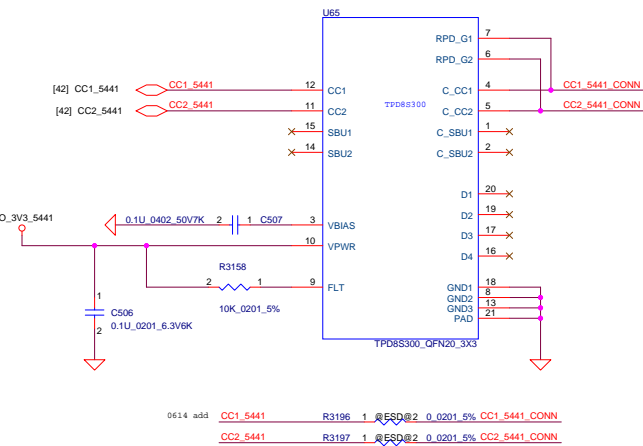 U65
RPD_G1 7
RPD_G2 6
[42] CC1_5441 CC1_5441 12 CC1 TPD8S300 C_CC1 4 CC1_5441_CONN
[42] CC2_5441 CC2_5441 11 CC2 C_CC2 5 CC2_5441_CONN
15 SBU1 C_SBU1 1
14 SBU2 C_SBU2 2
D1 20
D2 19
D3 17
D4 16
O_3V3_5441 0.1U_0402_50V7K 2 1 C507 3 VBIAS
10 VPWR
R3158
2 1 9 FLT
10K_0201_5%
GND1 18
GND2 8
GND3 13
PAD 21
1
C506
0.1U_0201_6.3V6K
2
TPD8S300_QFN20_3X3
0614 add CC1_5441 R3196 1 @ESD@2 0_0201_5% CC1_5441_CONN
CC2_5441 R3197 1 @ESD@2 0_0201_5% CC2_5441_CONN